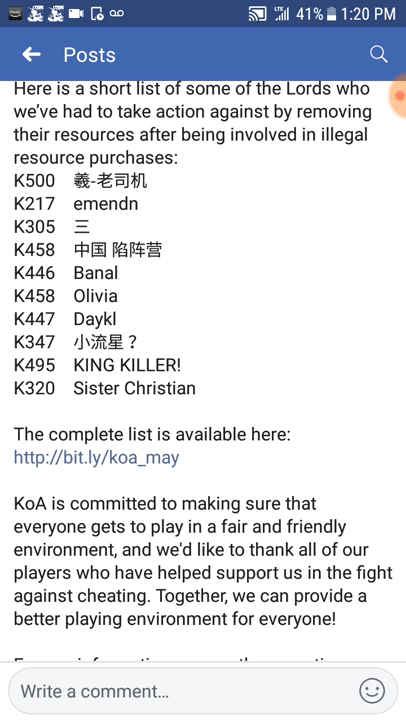 41% 1:20 PM
Posts
Here is a short list of some of the Lords who
we've had to take action against by removing
their resources after being involved in illegal
resource purchases:
K500 羲-老司机
K217 emendn
K305 三
K458 中国 陷阵营
K446 Banal
K458 Olivia
K447 Daykl
K347 小流星？
K495 KING KILLER!
K320 Sister Christian
The complete list is available here:
http://bit.ly/koa_may
KoA is committed to making sure that
everyone gets to play in a fair and friendly
environment, and we'd like to thank all of our
players who have helped support us in the fight
against cheating. Together, we can provide a
better playing environment for everyone!
Write a comment...